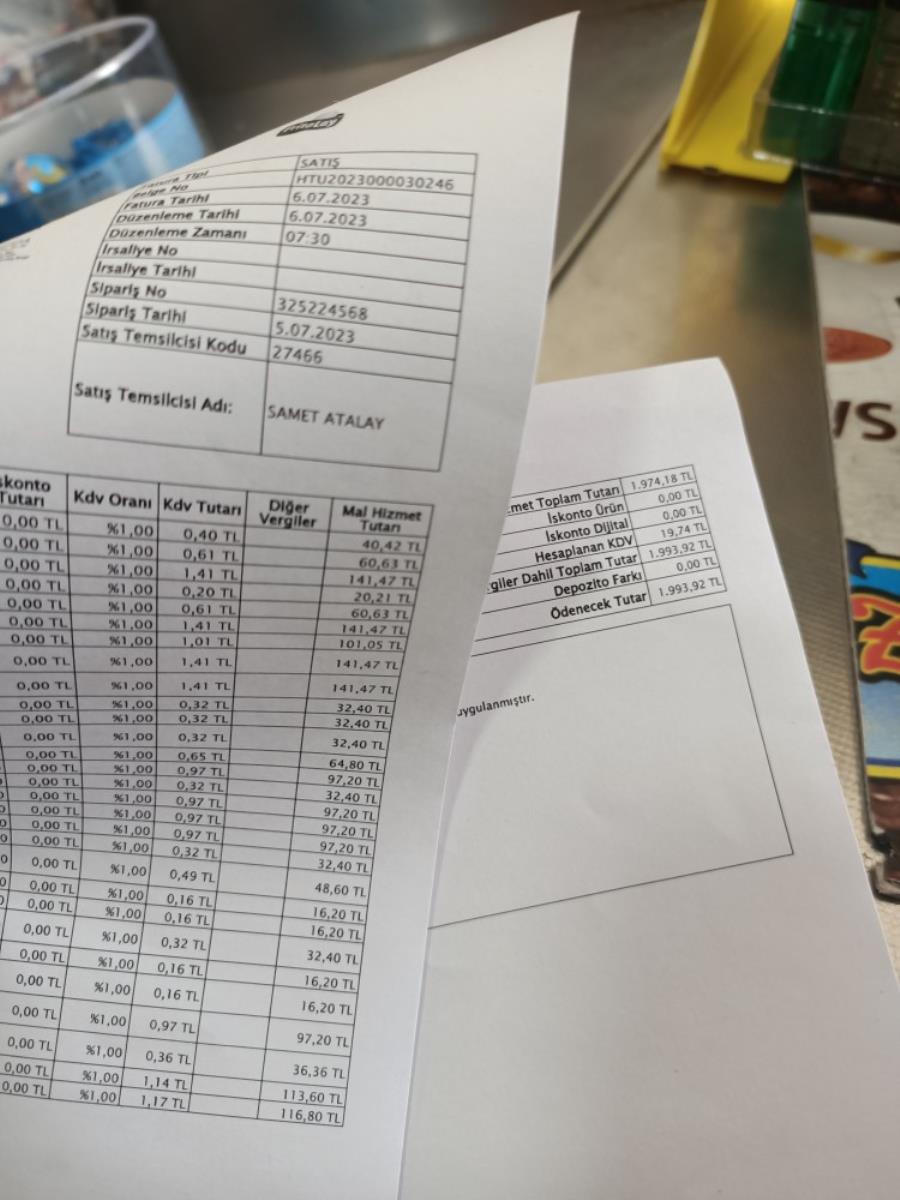 FritoLay
Fatura Tipi SATIŞ
Belge No HTU2023000030246
Fatura Tarihi 6.07.2023
Düzenleme Tarihi 6.07.2023
Düzenleme Zamanı 07:30
İrsaliye No
İrsaliye Tarihi
Sipariş No 325224568
Sipariş Tarihi 5.07.2023
Satış Temsilcisi Kodu 27466
Satış Temsilcisi Adı: SAMET ATALAY
skonto Tutarı Kdv Oranı Kdv Tutarı Diğer Vergiler Mal Hizmet Tutarı
0,00 TL %1,00 0,40 TL 40,42 TL
0,00 TL %1,00 0,61 TL 60,63 TL
0,00 TL %1,00 1,41 TL 141,47 TL
0,00 TL %1,00 0,20 TL 20,21 TL
0,00 TL %1,00 0,61 TL 60,63 TL
0,00 TL %1,00 1,41 TL 141,47 TL
0,00 TL %1,00 1,01 TL 101,05 TL
0,00 TL %1,00 1,41 TL 141,47 TL
0,00 TL %1,00 1,41 TL 141,47 TL
0,00 TL %1,00 0,32 TL 32,40 TL
0,00 TL %1,00 0,32 TL 32,40 TL
0,00 TL %1,00 0,32 TL 32,40 TL
0,00 TL %1,00 0,65 TL 64,80 TL
0,00 TL %1,00 0,97 TL 97,20 TL
0,00 TL %1,00 0,32 TL 32,40 TL
0,00 TL %1,00 0,97 TL 97,20 TL
0,00 TL %1,00 0,97 TL 97,20 TL
0,00 TL %1,00 0,97 TL 97,20 TL
0,00 TL %1,00 0,32 TL 32,40 TL
0,00 TL %1,00 0,49 TL 48,60 TL
0,00 TL %1,00 0,16 TL 16,20 TL
0,00 TL %1,00 0,16 TL 16,20 TL
0,00 TL %1,00 0,32 TL 32,40 TL
0,00 TL %1,00 0,16 TL 16,20 TL
0,00 TL %1,00 0,16 TL 16,20 TL
0,00 TL %1,00 0,97 TL 97,20 TL
0,00 TL %1,00 0,36 TL 36,36 TL
0,00 TL %1,00 1,14 TL 113,60 TL
0,00 TL %1,00 1,17 TL 116,80 TL
zmet Toplam Tutarı 1.974,18 TL
İskonto Ürün 0,00 TL
İskonto Dijital 0,00 TL
Hesaplanan KDV 19,74 TL
giler Dahil Toplam Tutar 1.993,92 TL
Depozito Farkı 0,00 TL
Ödenecek Tutar 1.993,92 TL
uygulanmıştır.